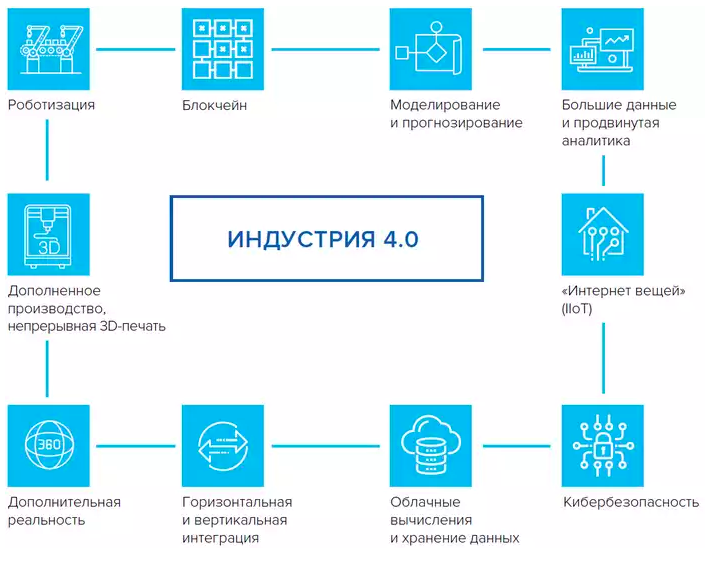 Роботизация
Блокчейн
Моделирование
и прогнозирование
Большие данные
и продвинутая
аналитика
ИНДУСТРИЯ 4.0
3D
Дополненное
производство,
непрерывная 3D-печать
«Интернет вещей»
(IIoT)
360
Дополнительная
реальность
Горизонтальная
и вертикальная
интеграция
Облачные
вычисления
и хранение данных
Кибербезопасность